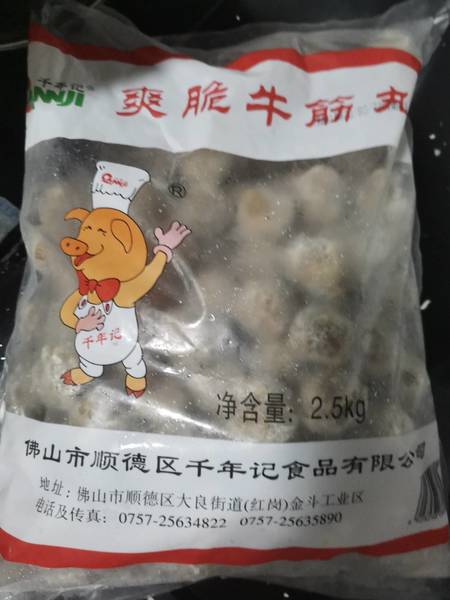 千年记®
爽脆牛筋丸
®
千年记
净含量：2.5kg
佛山市顺德区千年记食品有限公司
地址：佛山市顺德区大良街道(红岗)金斗工业区
电话及传真：0757-25634822 0757-25635890